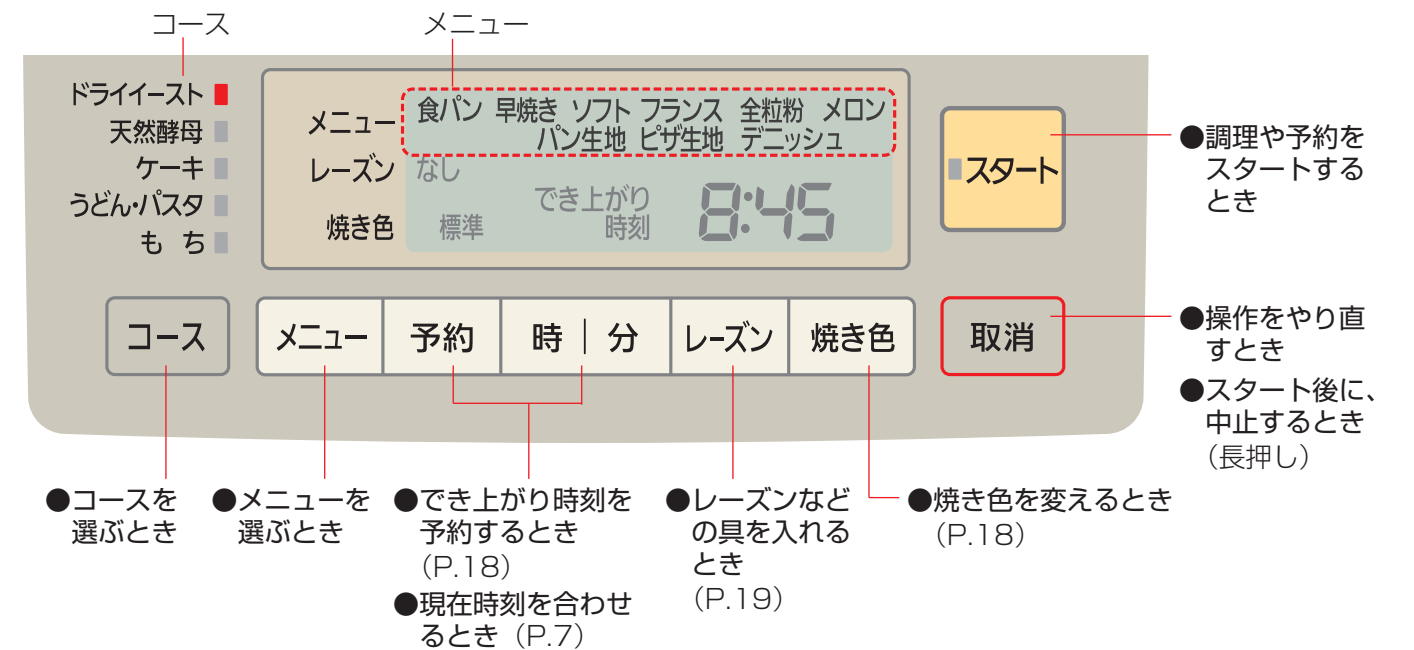 コース
メニュー
ドライイースト
天然酵母
ケーキ
うどん・パスタ
もち
メニュー
食パン 早焼き ソフト フランス 全粒粉 メロン
パン生地 ピザ生地 デニッシュ
レーズン なし
でき上がり
時刻
8:45
焼き色 標準
スタート
●調理や予約を
スタートする
とき
コース
メニュー
予約
時｜分
レーズン
焼き色
取消
●操作をやり直
すとき
●スタート後に、
中止するとき
（長押し）
●コースを
選ぶとき
●メニューを
選ぶとき
●でき上がり時刻を
予約するとき
（P.18）
●現在時刻を合わせ
るとき（P.7）
●レーズンなど
の具を入れる
とき
（P.19）
●焼き色を変えるとき
（P.18）